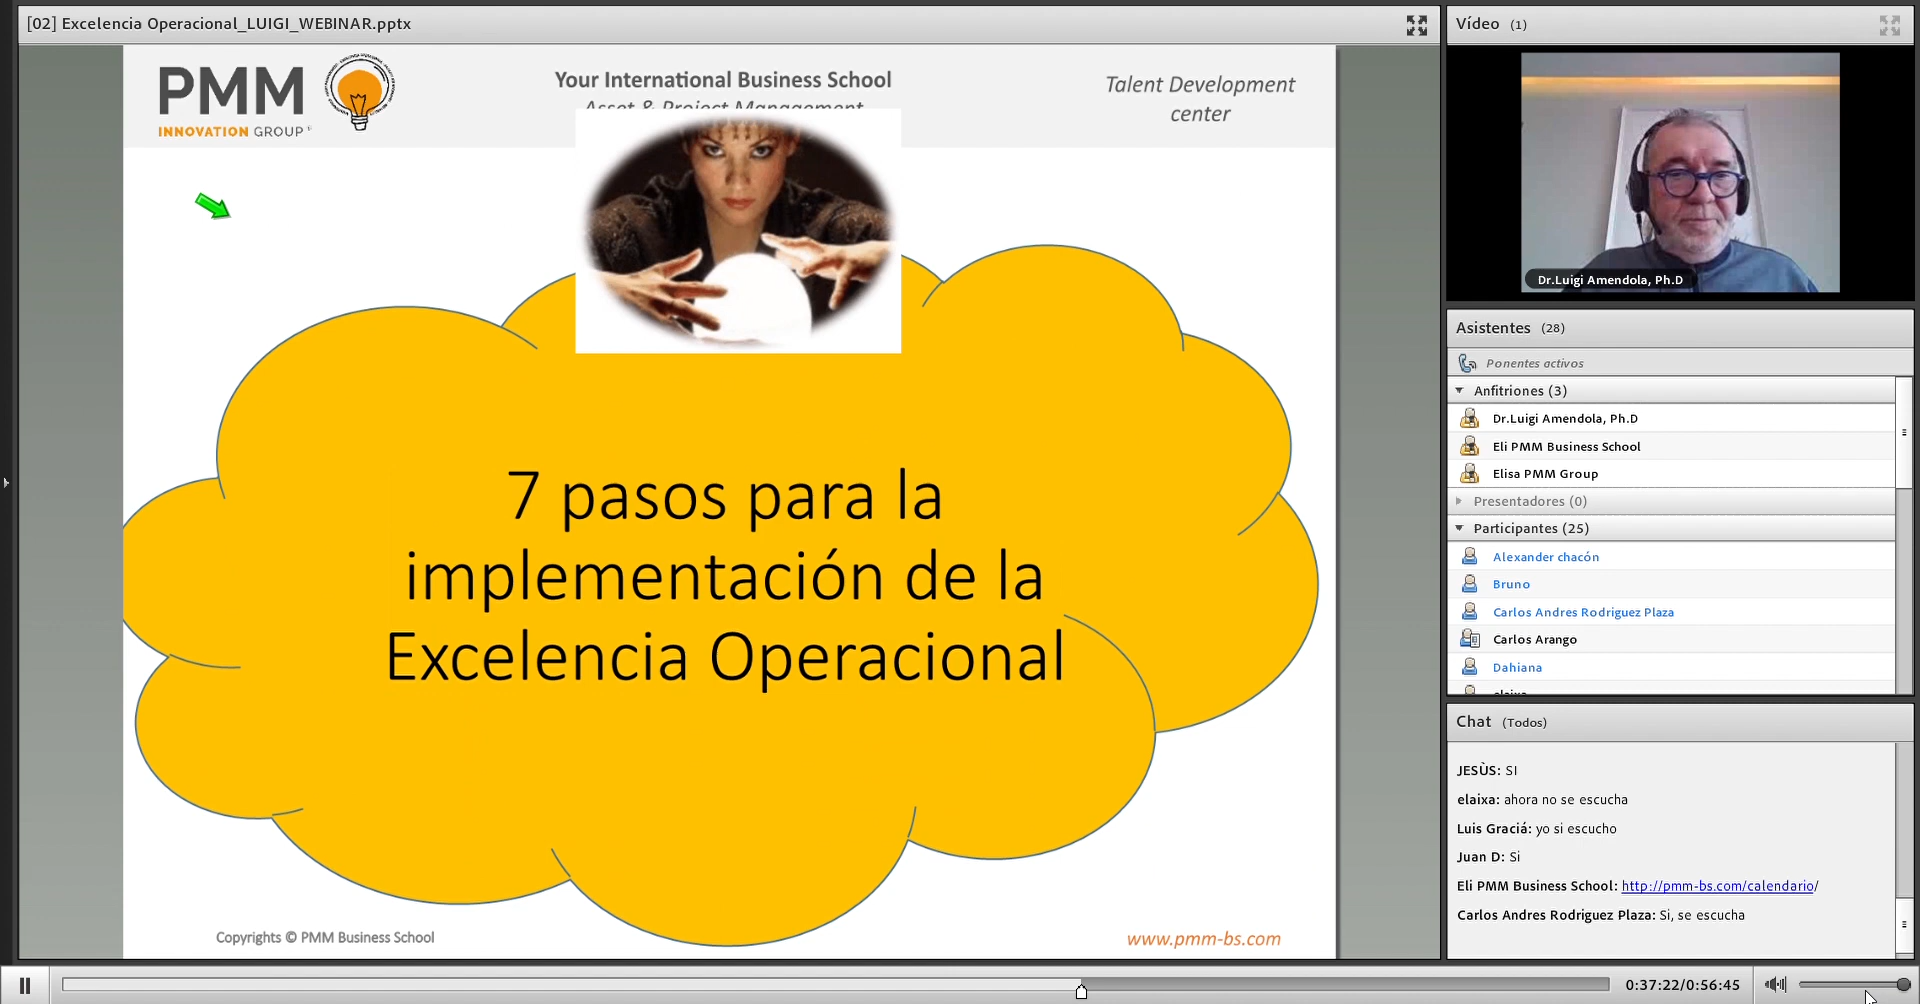 [02] Excelencia Operacional_LUIGI_WEBINAR.pptx
PMM
INNOVATION GROUP
Your International Business School
Asset & Project Management
Talent Development
center
7 pasos para la
implementación de la
Excelencia Operacional
Copyrights © PMM Business School
www.pmm-bs.com
Vídeo (1)
Dr.Luigi Amendola, Ph.D
Asistentes (28)
Ponentes activos
Anfitriones (3)
Dr.Luigi Amendola, Ph.D
Eli PMM Business School
Elisa PMM Group
Presentadores (0)
Participantes (25)
Alexander chacón
Bruno
Carlos Andres Rodriguez Plaza
Carlos Arango
Dahiana
elaixa
Chat (Todos)
JESÙS: SI
elaixa: ahora no se escucha
Luis Graciá: yo si escucho
Juan D: Si
Eli PMM Business School: http://pmm-bs.com/calendario/
Carlos Andres Rodriguez Plaza: Si, se escucha
0:37:22/0:56:45